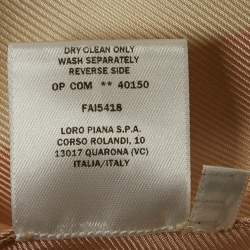 DRY CLEAN ONLY
WASH SEPARATELY
REVERSE SIDE
OP COM ** 40150
FAI5418
LORO PIANA S.P.A.
CORSO ROLANDI, 10
13017 QUARONA (VC)
ITALIA/ITALY